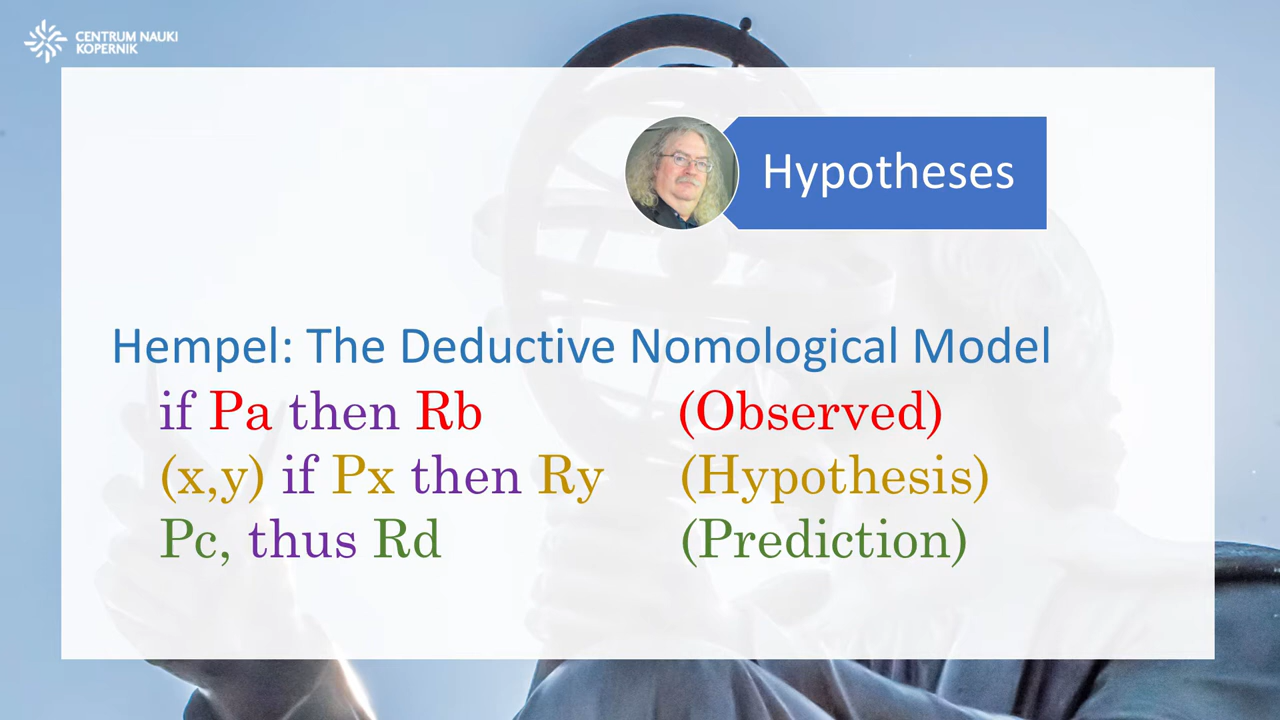 CENTRUM NAUKI
KOPERNIK
Hypotheses
Hempel: The Deductive Nomological Model
if Pa then Rb (Observed)
(x,y) if Px then Ry (Hypothesis)
Pc, thus Rd (Prediction)